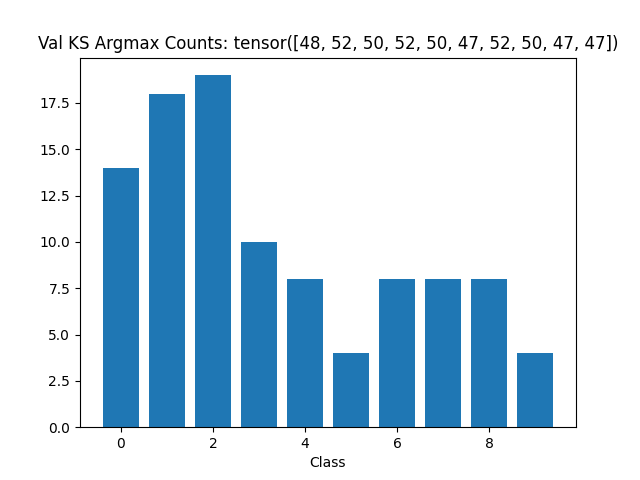 Val KS Argmax Counts: tensor([48, 52, 50, 52, 50, 47, 52, 50, 47, 47])
17.5
15.0
12.5
10.0
7.5
5.0
2.5
0.0
0 2 4 6 8
Class